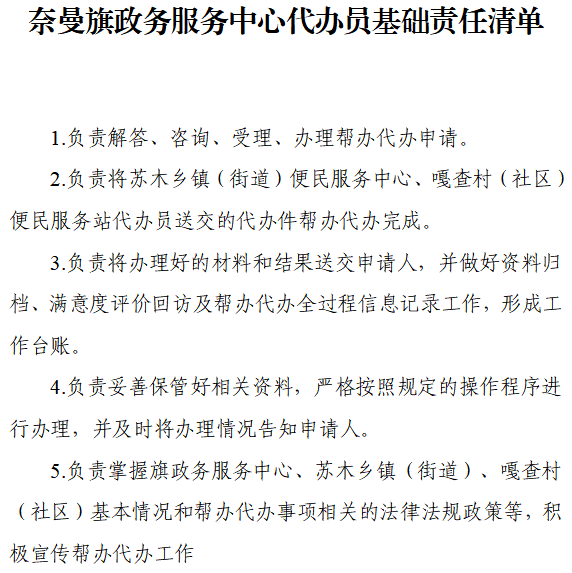 奈曼旗政务服务中心代办员基础责任清单
1.负责解答、咨询、受理、办理帮办代办申请。
2.负责将苏木乡镇（街道）便民服务中心、嘎查村（社区）
便民服务站代办员送交的代办件帮办代办完成。
3.负责将办理好的材料和结果送交申请人，并做好资料归
档、满意度评价回访及帮办代办全过程信息记录工作，形成工
作台账。
4.负责妥善保管好相关资料，严格按照规定的操作程序进
行办理，并及时将办理情况告知申请人。
5.负责掌握旗政务服务中心、苏木乡镇（街道）、嘎查村
（社区）基本情况和帮办代办事项相关的法律法规政策等，积
极宣传帮办代办工作